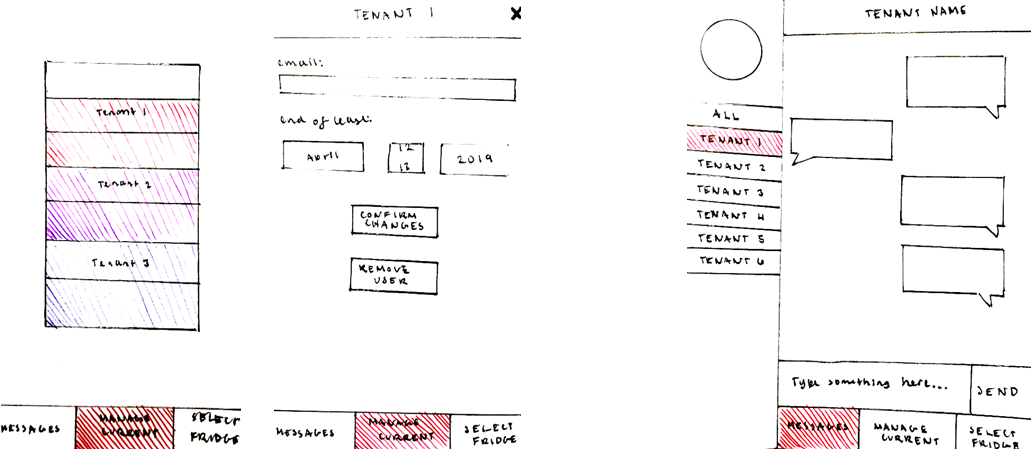 Tenant 1
Tenant 2
Tenant 3
MESSAGES
MANAGE
CURRENT
SELECT
FRIDGE
TENANT 1
X
email:
end of least:
April
12
13
2019
CONFIRM
CHANGES
REMOVE
USER
MESSAGES
MANAGE
CURRENT
SELECT
FRIDGE
TENANT NAME
ALL
TENANT 1
TENANT 2
TENANT 3
TENANT 4
TENANT 5
TENANT 6
Type something here...
SEND
MESSAGES
MANAGE
CURRENT
SELECT
FRIDGE